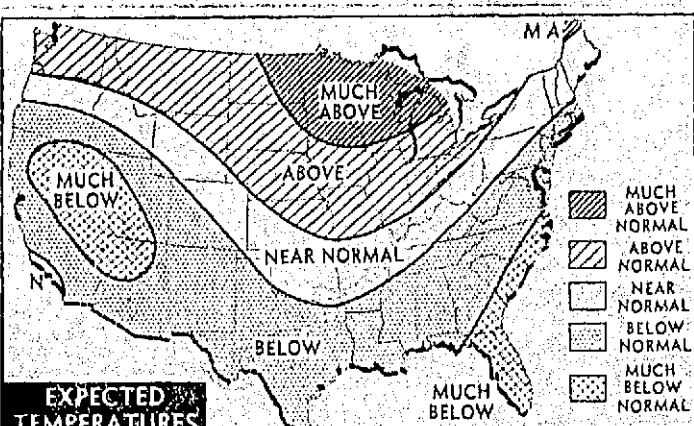 M A
MUCH
ABOVE
ABOVE
MUCH
BELOW
NEAR NORMAL
N
BELOW
MUCH
BELOW
MUCH
ABOVE
NORMAL
ABOVE
NORMAL
NEAR
NORMAL
BELOW
NORMAL
MUCH
BELOW
NORMAL
EXPECTED
TEMPERATURES